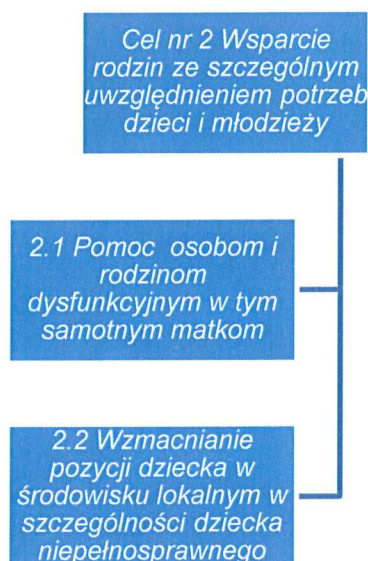 Cel nr 2 Wsparcie
rodzin ze szczególnym
uwzględnieniem potrzeb
dzieci i młodzieży
2.1 Pomoc osobom i
rodzinom
dysfunkcyjnym w tym
samotnym matkom
2.2 Wzmacnianie
pozycji dziecka w
środowisku lokalnym w
szczególności dziecka
niepełnosprawnego